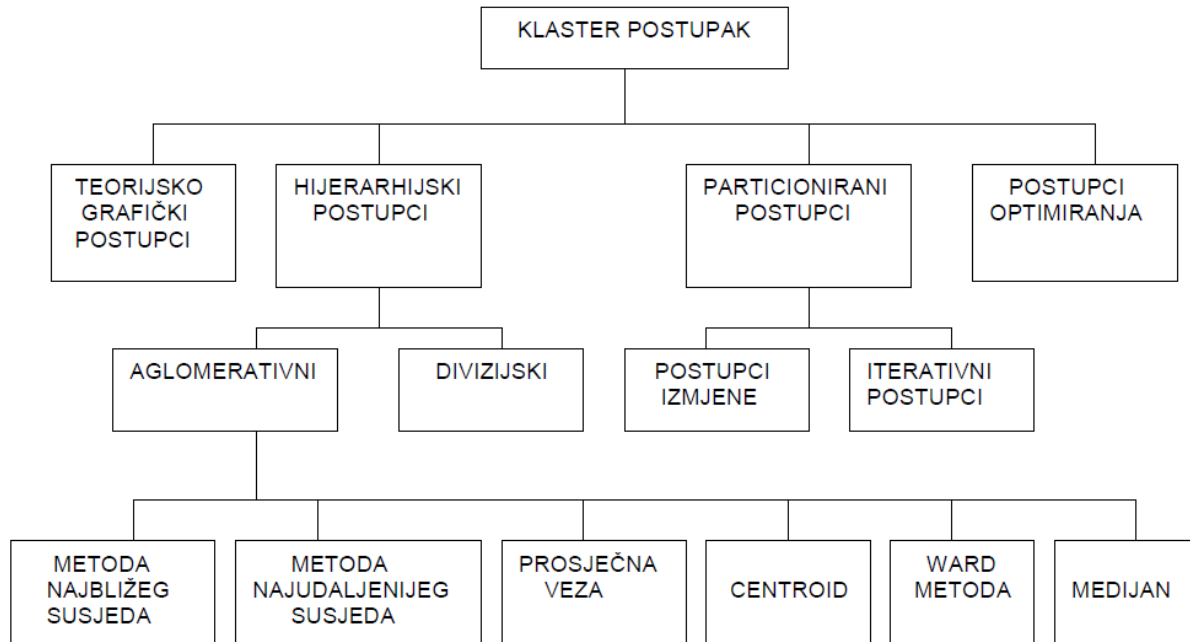 KLASTER POSTUPAK
TEORIJSKO
GRAFIČKI
POSTUPCI
HIJERARHIJSKI
POSTUPCI
PARTICIONIRANI
POSTUPCI
POSTUPCI
OPTIMIRANJA
AGLOMERATIVNI
DIVIZIJSKI
POSTUPCI
IZMJENE
ITERATIVNI
POSTUPCI
METODA
NAJBLIŽEG
SUSJEDA
METODA
NAJUDALJENIJEG
SUSJEDA
PROSJEČNA
VEZA
CENTROID
WARD
METODA
MEDIJAN